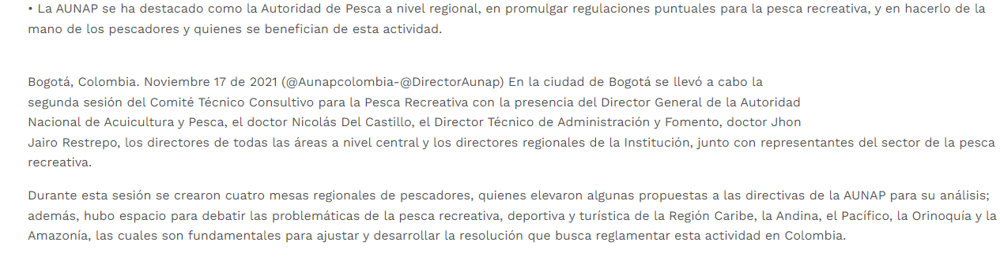 • La AUNAP se ha destacado como la Autoridad de Pesca a nivel regional, en promulgar regulaciones puntuales para la pesca recreativa, y en hacerlo de la
mano de los pescadores y quienes se benefician de esta actividad.
Bogotá, Colombia. Noviembre 17 de 2021 (@Aunapcolombia-@DirectorAunap) En la ciudad de Bogotá se llevó a cabo la
segunda sesión del Comité Técnico Consultivo para la Pesca Recreativa con la presencia del Director General de la Autoridad
Nacional de Acuicultura y Pesca, el doctor Nicolás Del Castillo, el Director Técnico de Administración y Fomento, doctor Jhon
Jairo Restrepo, los directores de todas las áreas a nivel central y los directores regionales de la Institución, junto con representantes del sector de la pesca
recreativa.
Durante esta sesión se crearon cuatro mesas regionales de pescadores, quienes elevaron algunas propuestas a las directivas de la AUNAP para su análisis;
además, hubo espacio para debatir las problemáticas de la pesca recreativa, deportiva y turística de la Región Caribe, la Andina, el Pacífico, la Orinoquía y la
Amazonía, las cuales son fundamentales para ajustar y desarrollar la resolución que busca reglamentar esta actividad en Colombia.